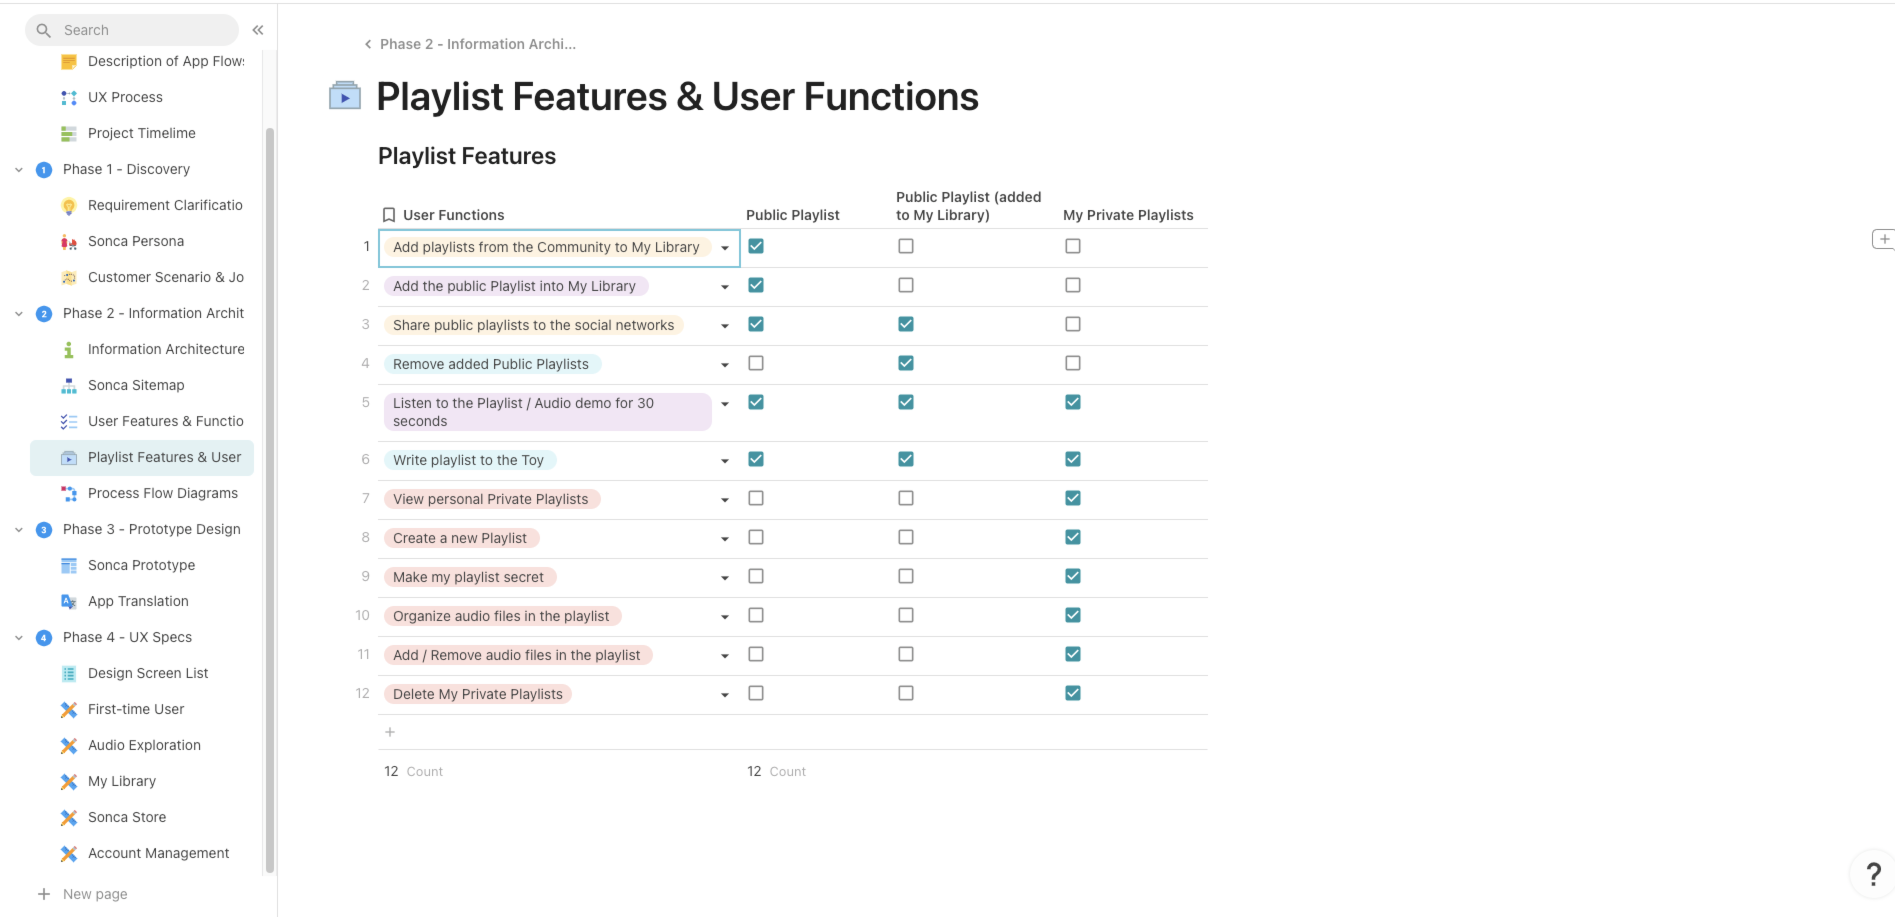 Search
Description of App Flow
UX Process
Project Timelime
1 Phase 1 - Discovery
Requirement Clarificatio
Sonca Persona
Customer Scenario & Jo
2 Phase 2 - Information Archit
Information Architecture
Sonca Sitemap
User Features & Functio
Playlist Features & User
Process Flow Diagrams
3 Phase 3 - Prototype Design
Sonca Prototype
App Translation
4 Phase 4 - UX Specs
Design Screen List
First-time User
Audio Exploration
My Library
Sonca Store
Account Management
New page
Phase 2 - Information Archi...
Playlist Features & User Functions
Playlist Features
User Functions Public Playlist Public Playlist (added to My Library) My Private Playlists
1 Add playlists from the Community to My Library
2 Add the public Playlist into My Library
3 Share public playlists to the social networks
4 Remove added Public Playlists
5 Listen to the Playlist / Audio demo for 30
seconds
6 Write playlist to the Toy
7 View personal Private Playlists
8 Create a new Playlist
9 Make my playlist secret
10 Organize audio files in the playlist
11 Add / Remove audio files in the playlist
12 Delete My Private Playlists
12 Count 12 Count
?